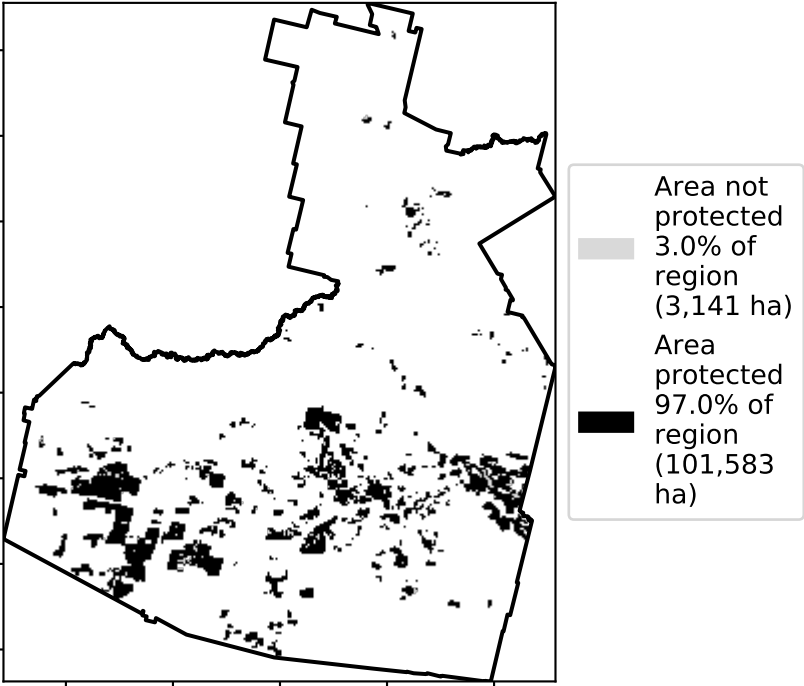 Area not
protected
3.0% of
region
(3,141 ha)
Area
protected
97.0% of
region
(101,583
ha)